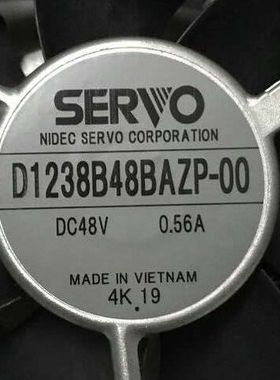 SERVO
NIDEC SERVO CORPORATION
D1238B48BAZP-00
DC48V 0.56A
MADE IN VIETNAM
4K.19